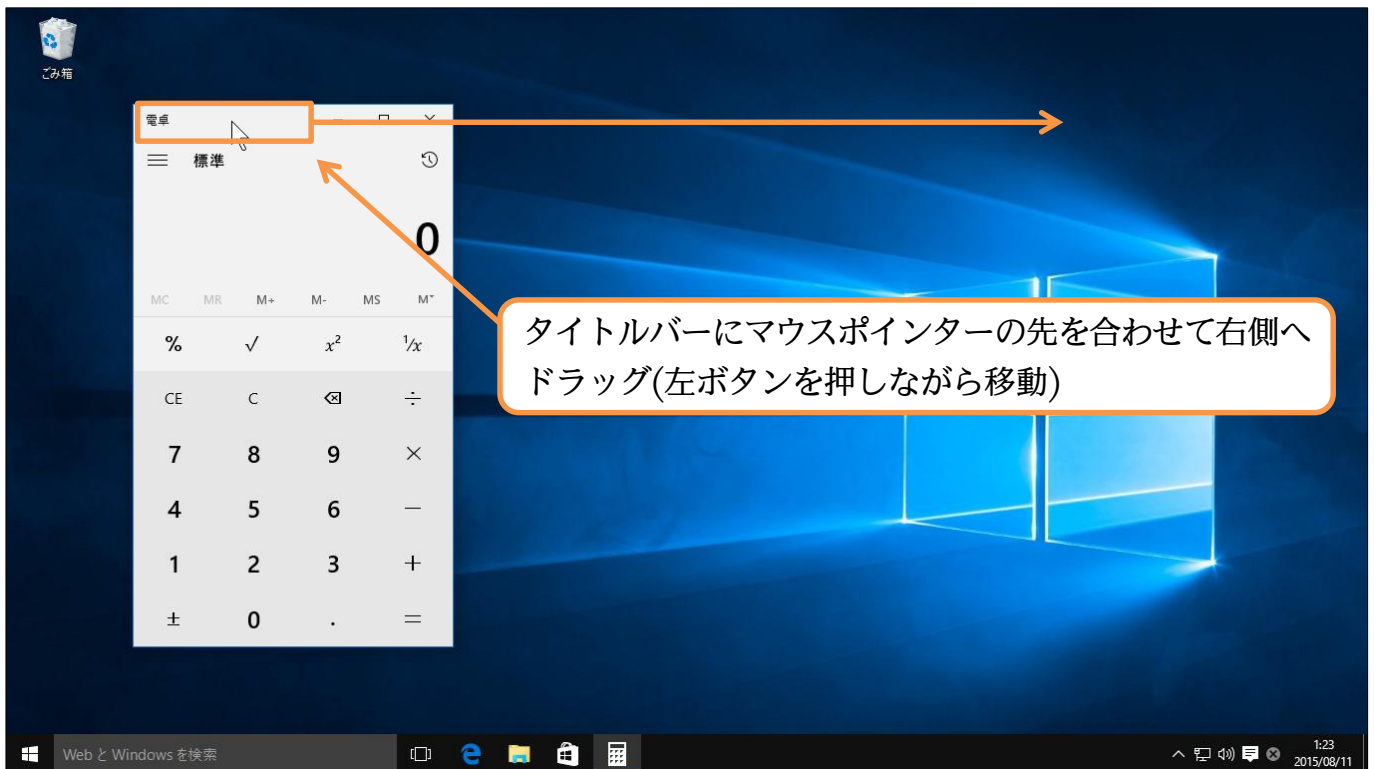 ごみ箱
電卓
標準
0
MC MR M+ M- MS M˅
% √ x² ¹/x
CE C ÷
7 8 9 ×
4 5 6 −
1 2 3 +
± 0 . =
タイトルバーにマウスポインターの先を合わせて右側へ
ドラッグ(左ボタンを押しながら移動)
Web と Windows を検索
1:23
2015/08/11